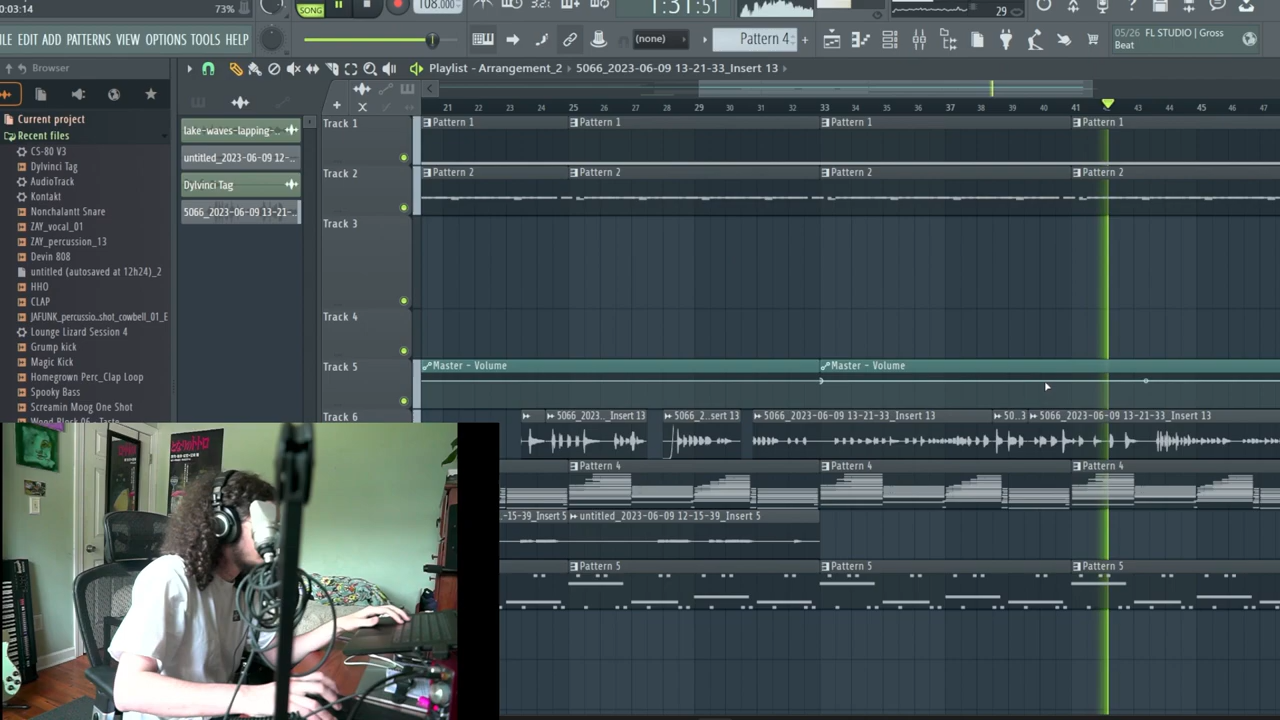 0:03:14
73%
SONG
108.000
3.2.
1:31:51
29
ILE EDIT ADD PATTERNS VIEW OPTIONS TOOLS HELP
(none)
Pattern 4
05/26 FL STUDIO | Gross Beat
Browser
Playlist - Arrangement_2 5066_2023-06-09 13-21-33_Insert 13
21 22 23 24 25 26 27 28 29 30 31 32 33 34 35 36 37 38 39 40 41 43 44 45 46 47
Current project
Recent files
CS-80 V3
Dylvinci Tag
AudioTrack
Kontakt
Nonchalantt Snare
ZAY_vocal_01
ZAY_percussion_13
Devin 808
untitled (autosaved at 12h24)_2
HHO
CLAP
JAFUNK_percussio..shot_cowbell_01_E
Lounge Lizard Session 4
Grump kick
Magic Kick
Homegrown Perc_Clap Loop
Spooky Bass
Screamin Moog One Shot
lake-waves-lapping-..
untitled_2023-06-09 12-..
Dylvinci Tag
5066_2023-06-09 13-21-..
Track 1
Pattern 1 Pattern 1 Pattern 1 Pattern 1
Track 2
Pattern 2 Pattern 2 Pattern 2 Pattern 2
Track 3
Track 4
Track 5
Master - Volume Master - Volume
Track 6
5066_2023.._Insert 13 5066_2..sert 13 5066_2023-06-09 13-21-33_Insert 13 50..3 5066_2023-06-09 13-21-33_Insert 13
Pattern 4 Pattern 4 Pattern 4
-15-39_Insert 5 untitled_2023-06-09 12-15-39_Insert 5
Pattern 5 Pattern 5 Pattern 5